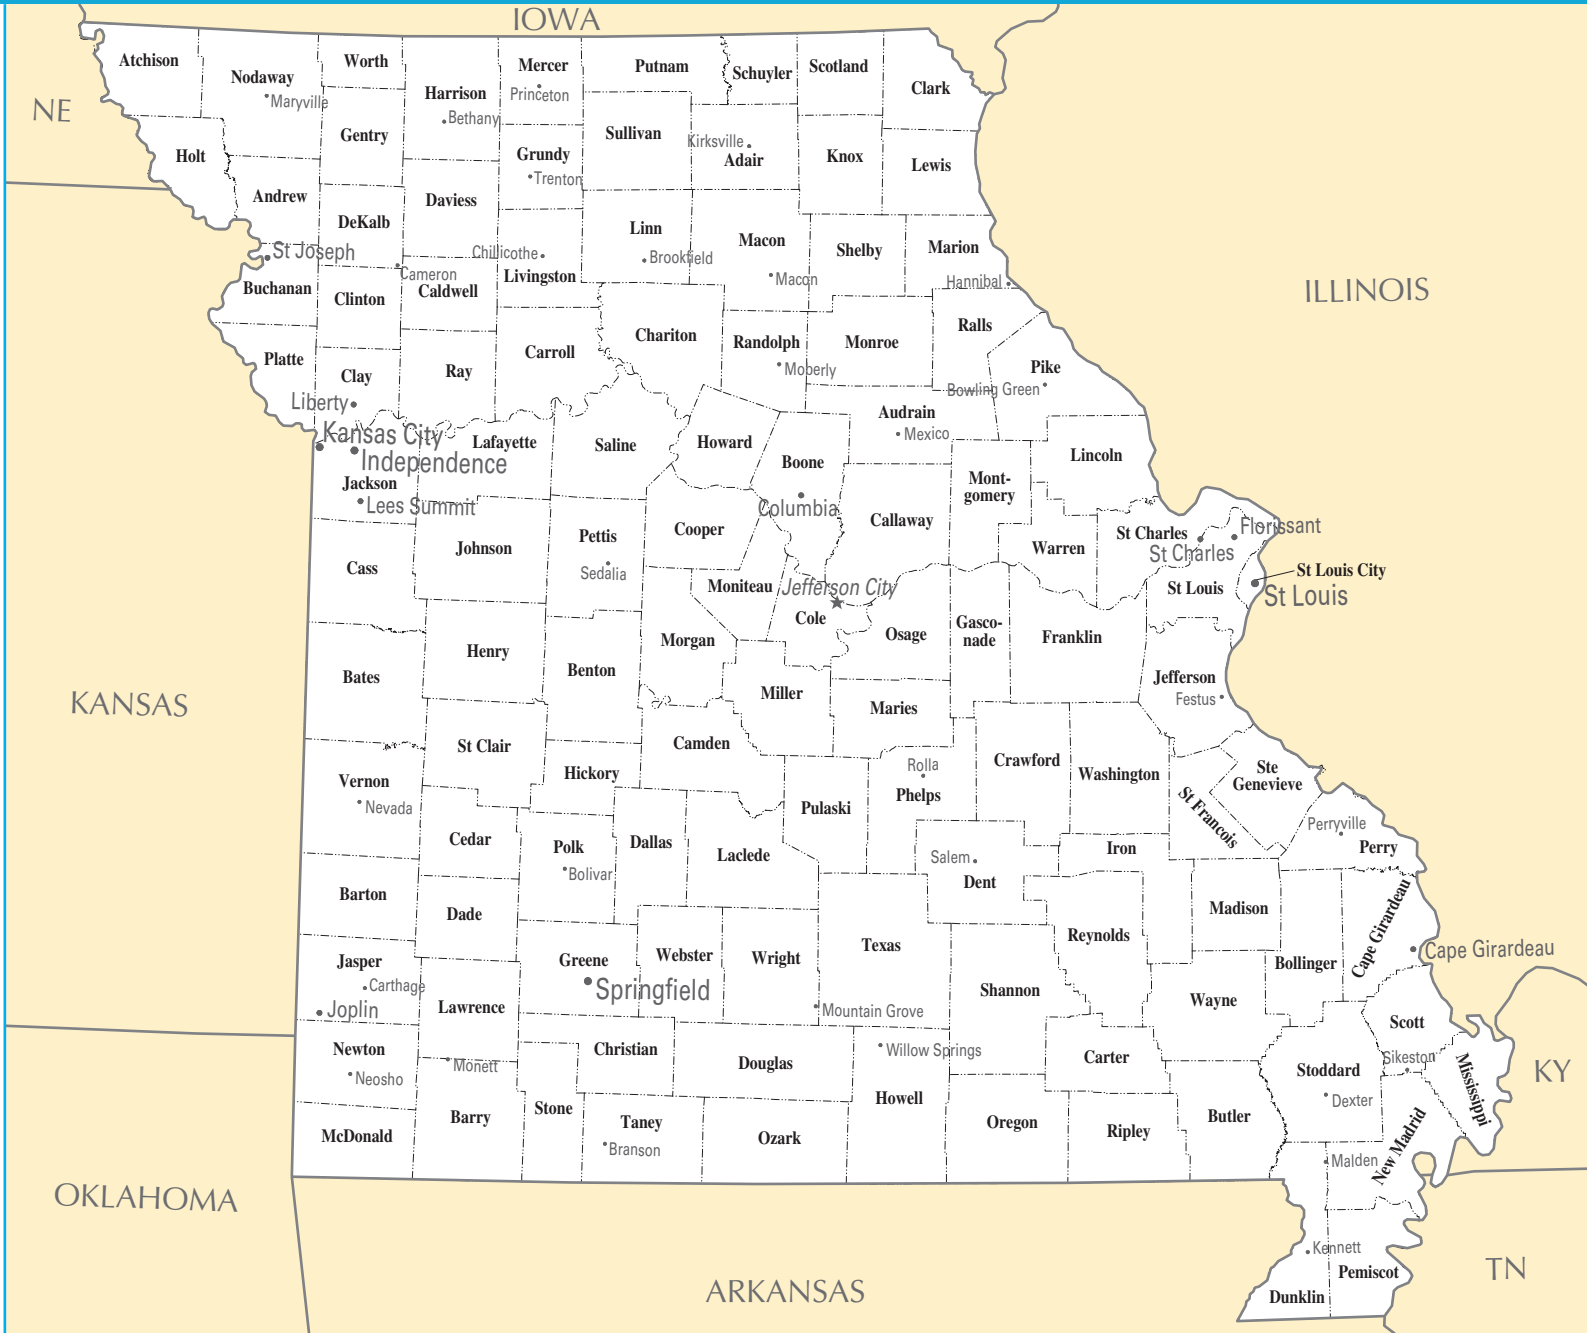 IOWA
Atchison
Nodaway
Maryville
Worth
Harrison
Bethany
Mercer
Princeton
Putnam
Schuyler
Scotland
Clark
NE
Holt
Gentry
Sullivan
Kirksville
Adair
Knox
Lewis
Grundy
Trenton
Andrew
DeKalb
Daviess
Linn
Brookfield
Macon
Macon
Shelby
Marion
Hannibal
St Joseph
Cameron
Chillicothe
Livingston
Buchanan
Clinton
Caldwell
ILLINOIS
Chariton
Randolph
Moberly
Monroe
Ralls
Pike
Bowling Green
Platte
Clay
Liberty
Ray
Carroll
Audrain
Mexico
Kansas City
Independence
Lafayette
Saline
Howard
Boone
Columbia
Lincoln
Mont-
gomery
Jackson
Lees Summit
Callaway
Cooper
Pettis
Sedalia
Johnson
Warren
St Charles
St Charles
Florissant
Cass
Moniteau
Jefferson City
Cole
St Louis City
St Louis
St Louis
Osage
Gasco-
nade
Franklin
Morgan
Henry
Benton
Bates
Miller
Maries
Jefferson
Festus
KANSAS
St Clair
Camden
Hickory
Rolla
Phelps
Crawford
Washington
Ste
Genevieve
St Francois
Vernon
Nevada
Pulaski
Perryville
Perry
Cedar
Polk
Bolivar
Dallas
Laclede
Salem
Dent
Iron
Barton
Dade
Madison
Cape Girardeau
Cape Girardeau
Reynolds
Texas
Jasper
Carthage
Joplin
Greene
Springfield
Webster
Wright
Bollinger
Lawrence
Mountain Grove
Shannon
Wayne
Scott
Sikeston
Mississippi
KY
Newton
Neosho
Monett
Christian
Douglas
Willow Springs
Howell
Carter
Stoddard
Dexter
McDonald
Barry
Stone
Taney
Branson
Ozark
Oregon
Ripley
Butler
New Madrid
Malden
OKLAHOMA
Kennett
Pemiscot
Dunklin
TN
ARKANSAS